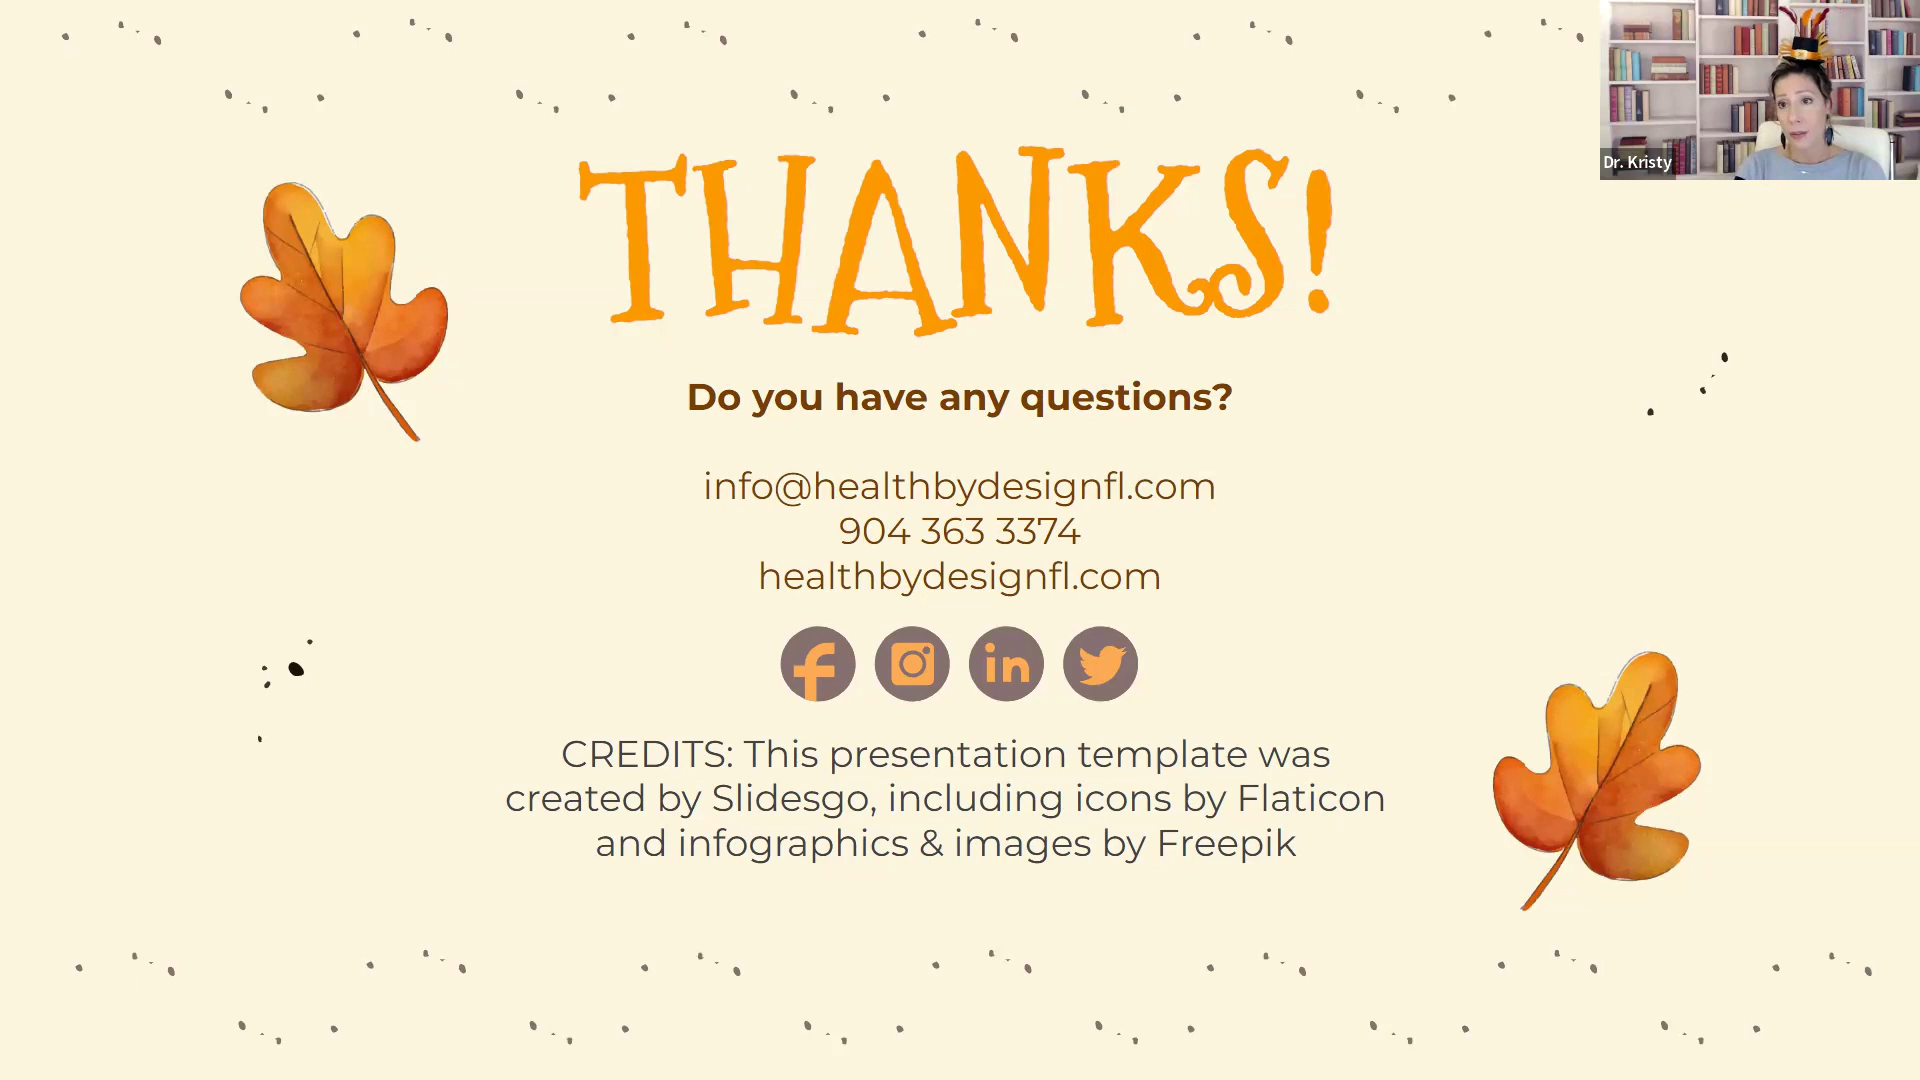 Dr. Kristy
THANKS!
Do you have any questions?
info@healthbydesignfl.com
904 363 3374
healthbydesignfl.com
CREDITS: This presentation template was
created by Slidesgo, including icons by Flaticon
and infographics & images by Freepik